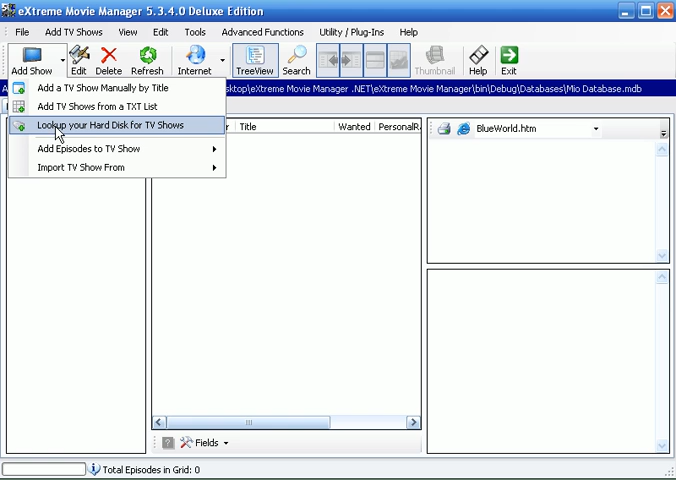 eXtreme Movie Manager 5.3.4.0 Deluxe Edition
File Add TV Shows View Edit Tools Advanced Functions Utility / Plug-Ins Help
Add Show Edit Delete Refresh Internet TreeView Search Thumbnail Help Exit
Add a TV Show Manually by Title
sktop\eXtreme Movie Manager .NET\eXtreme Movie Manager\bin\Debug\Databases\Mio Database.mdb
Add TV Shows from a TXT List
Lookup your Hard Disk for TV Shows
Title Wanted PersonalR
BlueWorld.htm
Add Episodes to TV Show
Import TV Show From
Fields
Total Episodes in Grid: 0